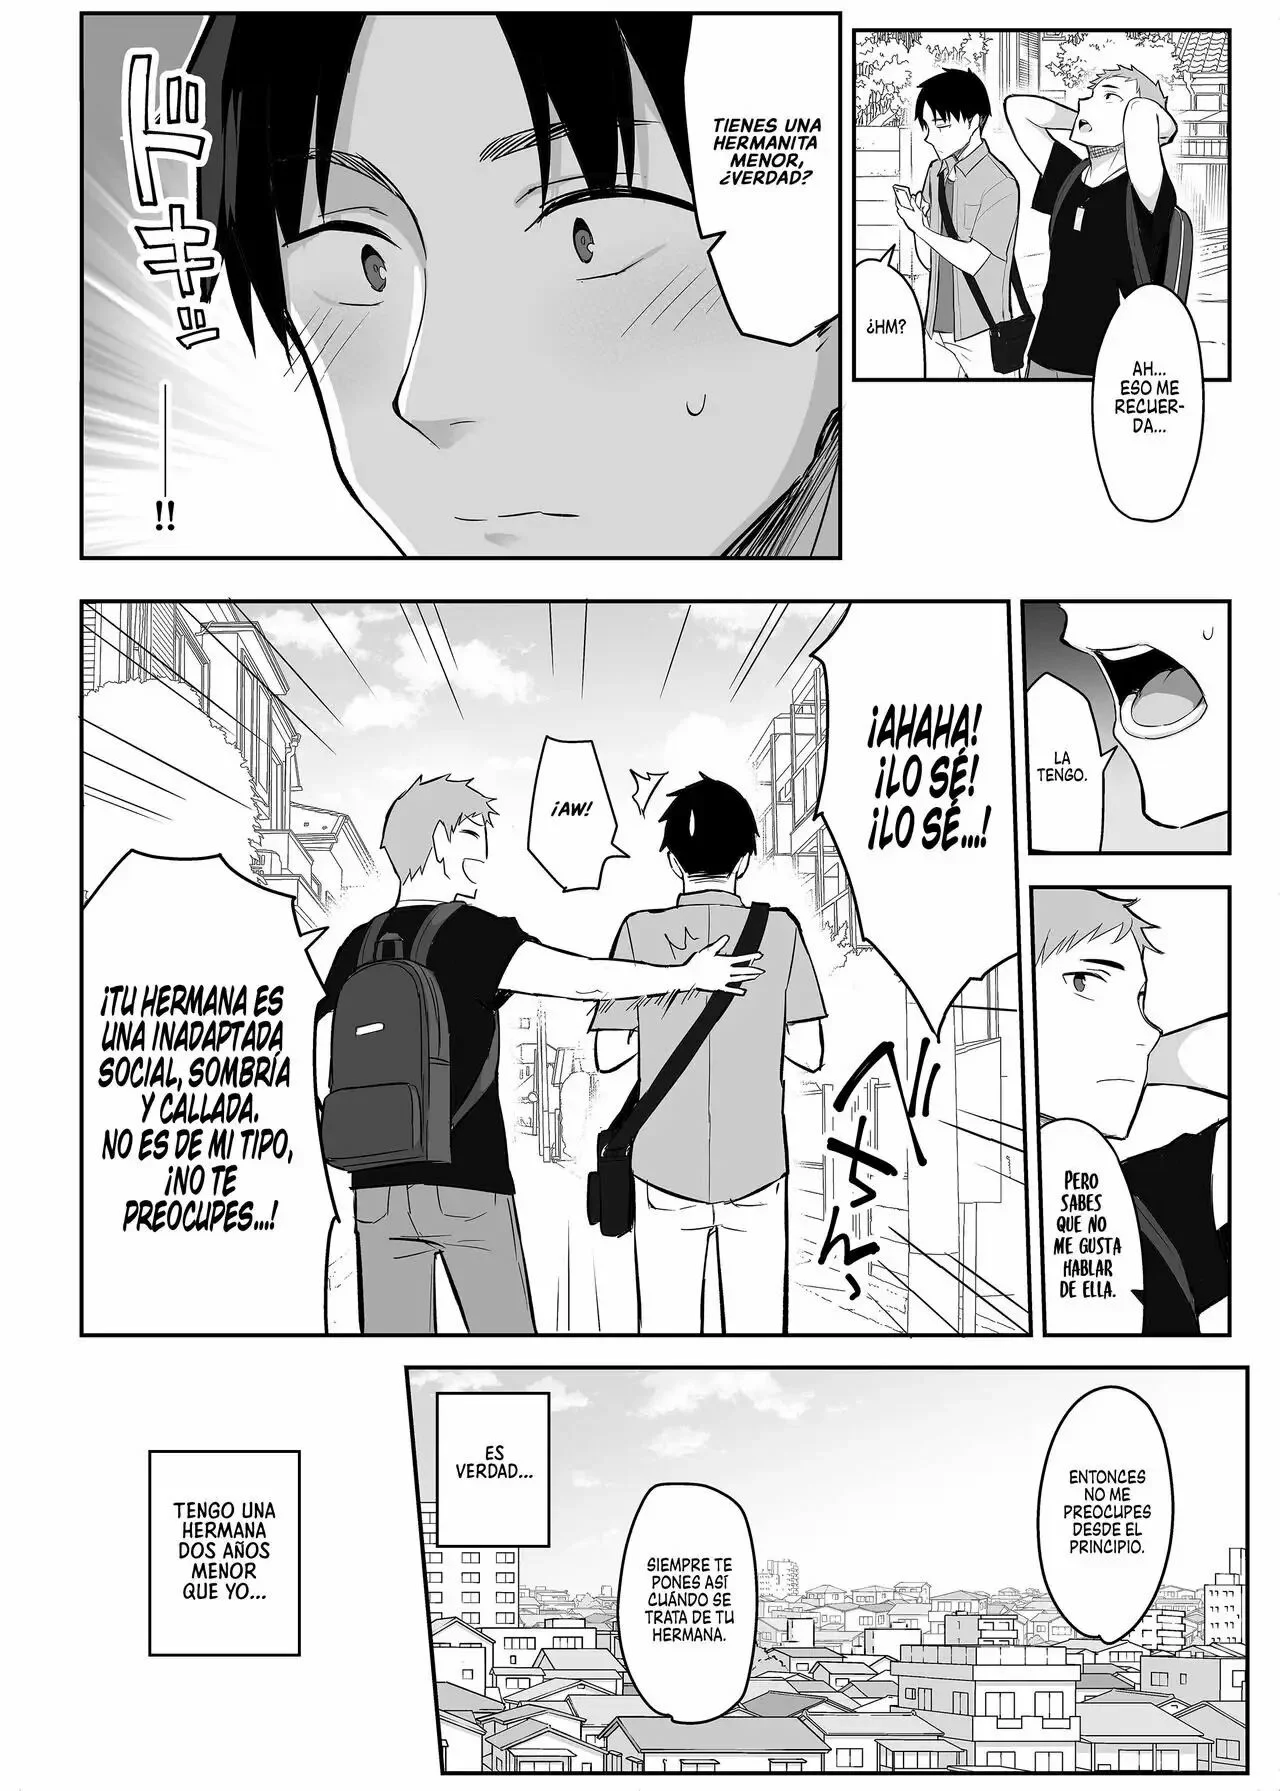 AH...
ESO ME
RECUER-
DA...
¿HM?
TIENES UNA
HERMANITA
MENOR,
¿VERDAD?
ドドキッ
!!
LA
TENGO.
PERO
SABES
QUE NO
ME GUSTA
HABLAR
DE ELLA.
¡AHAHA!
¡LO SÉ!
¡LO SÉ...!
¡AW!
¡TU HERMANA ES
UNA INADAPTADA
SOCIAL, SOMBRÍA
Y CALLADA.
NO ES DE MI TIPO,
¡NO TE
PREOCUPES...!
ENTONCES
NO ME
PREOCUPES
DESDE EL
PRINCIPIO.
SIEMPRE TE
PONES ASÍ
CUÁNDO SE
TRATA DE TU
HERMANA.
ES
VERDAD...
TENGO UNA
HERMANA
DOS AÑOS
MENOR
QUE YO...